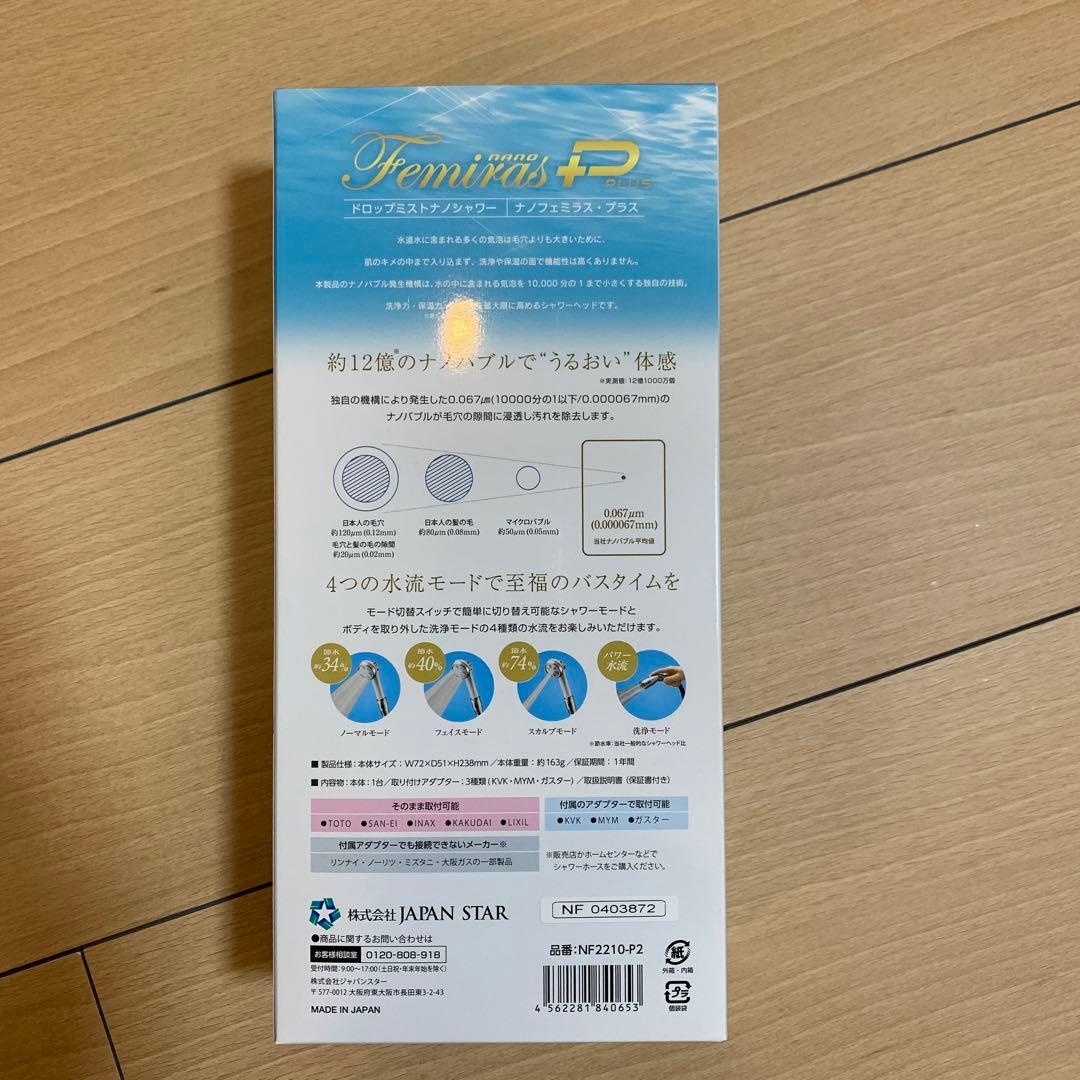 Femiras nano +P PLUS
ドロップミストナノシャワー ナノフェミラス・プラス
水道水に含まれる多くの気泡は毛穴よりも大きいために、
肌のキメの中まで入り込まず、洗浄や保湿の面で機能性は高くありません。
本製品のナノバブル発生機構は、水の中に含まれる気泡を10,000分の1まで小さくする独自の技術。
洗浄力・保温力 最大限に高めるシャワーヘッドです。
約12億※のナノバブルで“うるおい”体感
※実測値:12億1000万個
独自の機構により発生した0.067㎛(10000分の1以下/0.000067mm)の
ナノバブルが毛穴の隙間に浸透し汚れを除去します。
日本人の毛穴
約120μm(0.12mm)
毛穴と髪の毛の隙間
約20μm(0.02mm)
日本人の髪の毛
約80μm(0.08mm)
マイクロバブル
約50μm(0.05mm)
0.067μm
(0.000067mm)
当社ナノバブル平均値
4つの水流モードで至福のバスタイムを
モード切替スイッチで簡単に切り替え可能なシャワーモードと
ボディを取り外した洗浄モードの4種類の水流をお楽しみいただけます。
節水 約34%
節水 約40%
節水 約74%
パワー水流
ノーマルモード
フェイスモード
スカルプモード
洗浄モード
※節水率:当社一般的なシャワーヘッド比
■製品仕様:本体サイズ:W72×D51×H238mm/本体重量:約163g/保証期間:1年間
■内容物:本体:1台/取り付けアダプター:3種類(KVK・MYM・ガスター)/取扱説明書(保証書付き)
そのまま取付可能
●TOTO ●SAN-EI ●INAX ●KAKUDAI ●LIXIL
付属のアダプターで取付可能
●KVK ●MYM ●ガスター
付属アダプターでも接続できないメーカー※
リンナイ・ノーリツ・ミズタニ・大阪ガスの一部製品
※販売店かホームセンターなどで
シャワーホースをご購入ください。
株式会社 JAPAN STAR
NF 0403872
●商品に関するお問い合わせは
お客様相談室 0120-808-918
受付時間:9:00〜17:00(土日祝・年末年始を除く)
株式会社ジャパンスター
〒577-0012 大阪府東大阪市長田東3-2-43
MADE IN JAPAN
品番:NF2210-P2
4 562281 840653
紙
外箱・内箱
プラ
個装袋